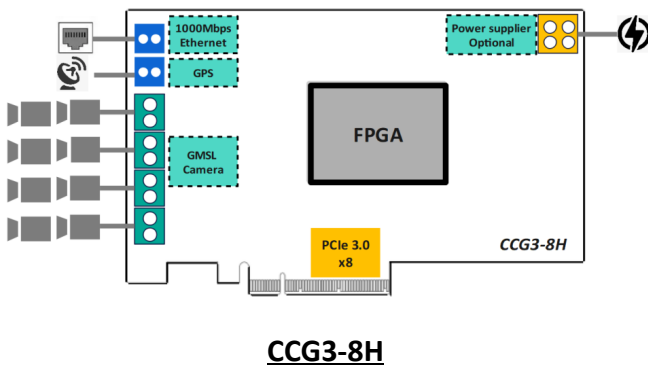 1000Mbps
Ethernet
Power supplier
Optional
GPS
FPGA
GMSL
Camera
PCIe 3.0
x8
CCG3-8H
CCG3-8H